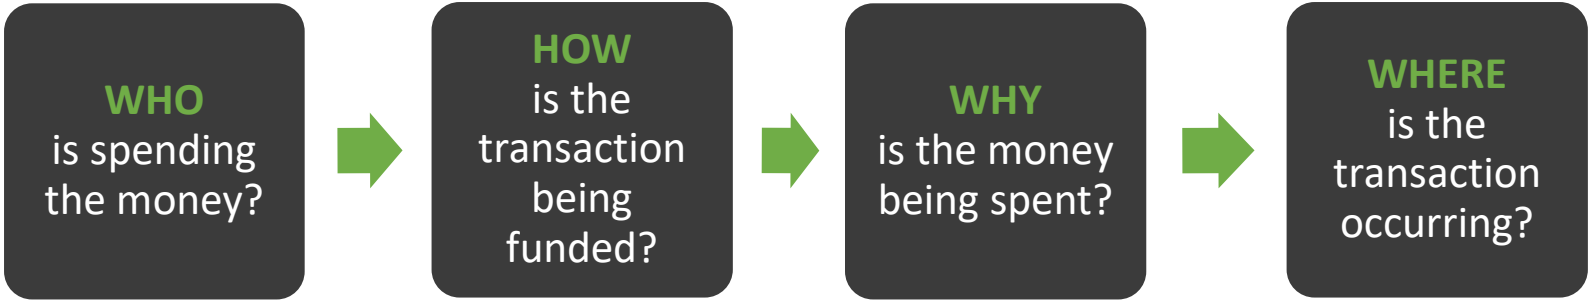 WHO
is spending
the money?
HOW
is the
transaction
being
funded?
WHY
is the money
being spent?
WHERE
is the
transaction
occurring?